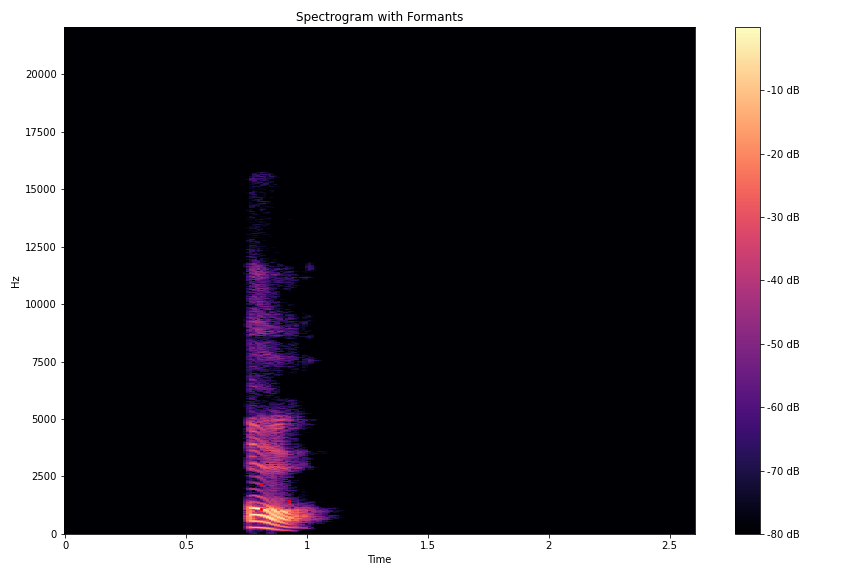 Spectrogram with Formants
Hz
20000
17500
15000
12500
10000
7500
5000
2500
0
0
0.5
1
1.5
2
2.5
Time
-10 dB
-20 dB
-30 dB
-40 dB
-50 dB
-60 dB
-70 dB
-80 dB